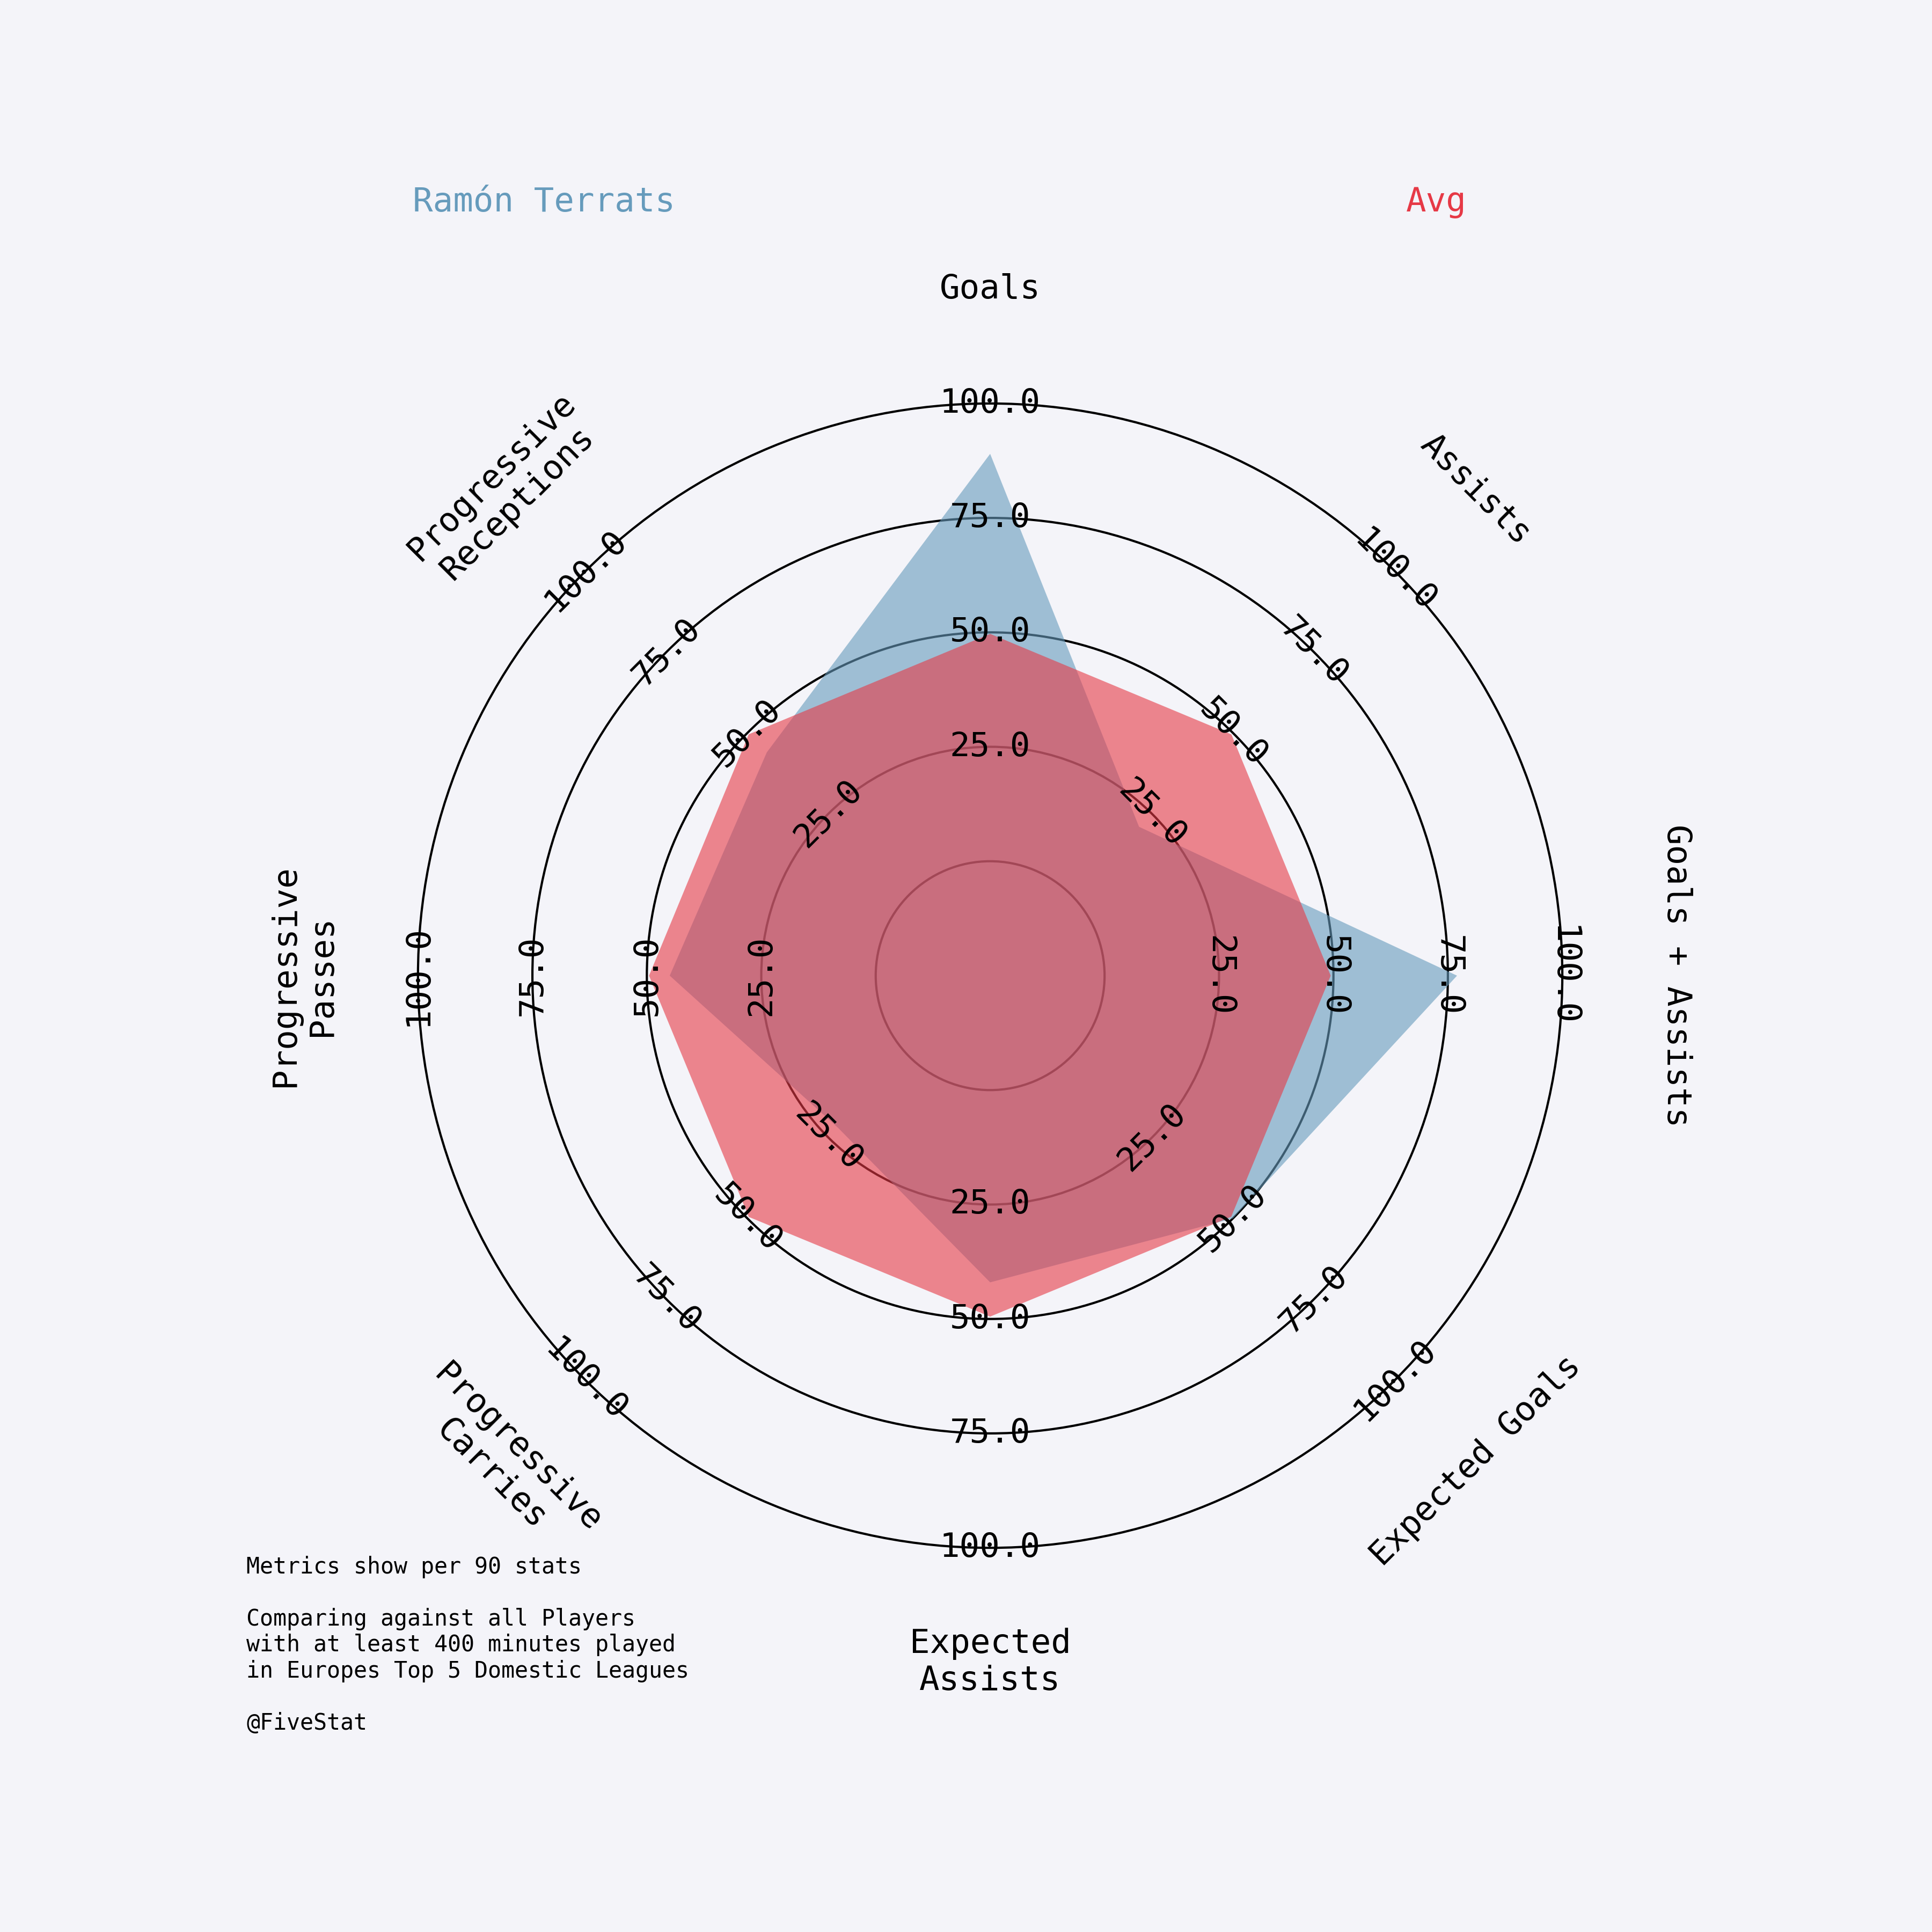 Ramón Terrats
Avg
Goals
Assists
Goals + Assists
Expected Goals
Expected
Assists
Progressive
Carries
Progressive
Passes
Progressive
Receptions
25.0
50.0
75.0
100.0
25.0
50.0
75.0
100.0
25.0
50.0
75.0
100.0
25.0
50.0
75.0
100.0
25.0
50.0
75.0
100.0
25.0
50.0
75.0
100.0
25.0
50.0
75.0
100.0
25.0
50.0
75.0
100.0
Metrics show per 90 stats
Comparing against all Players
with at least 400 minutes played
in Europes Top 5 Domestic Leagues
@FiveStat